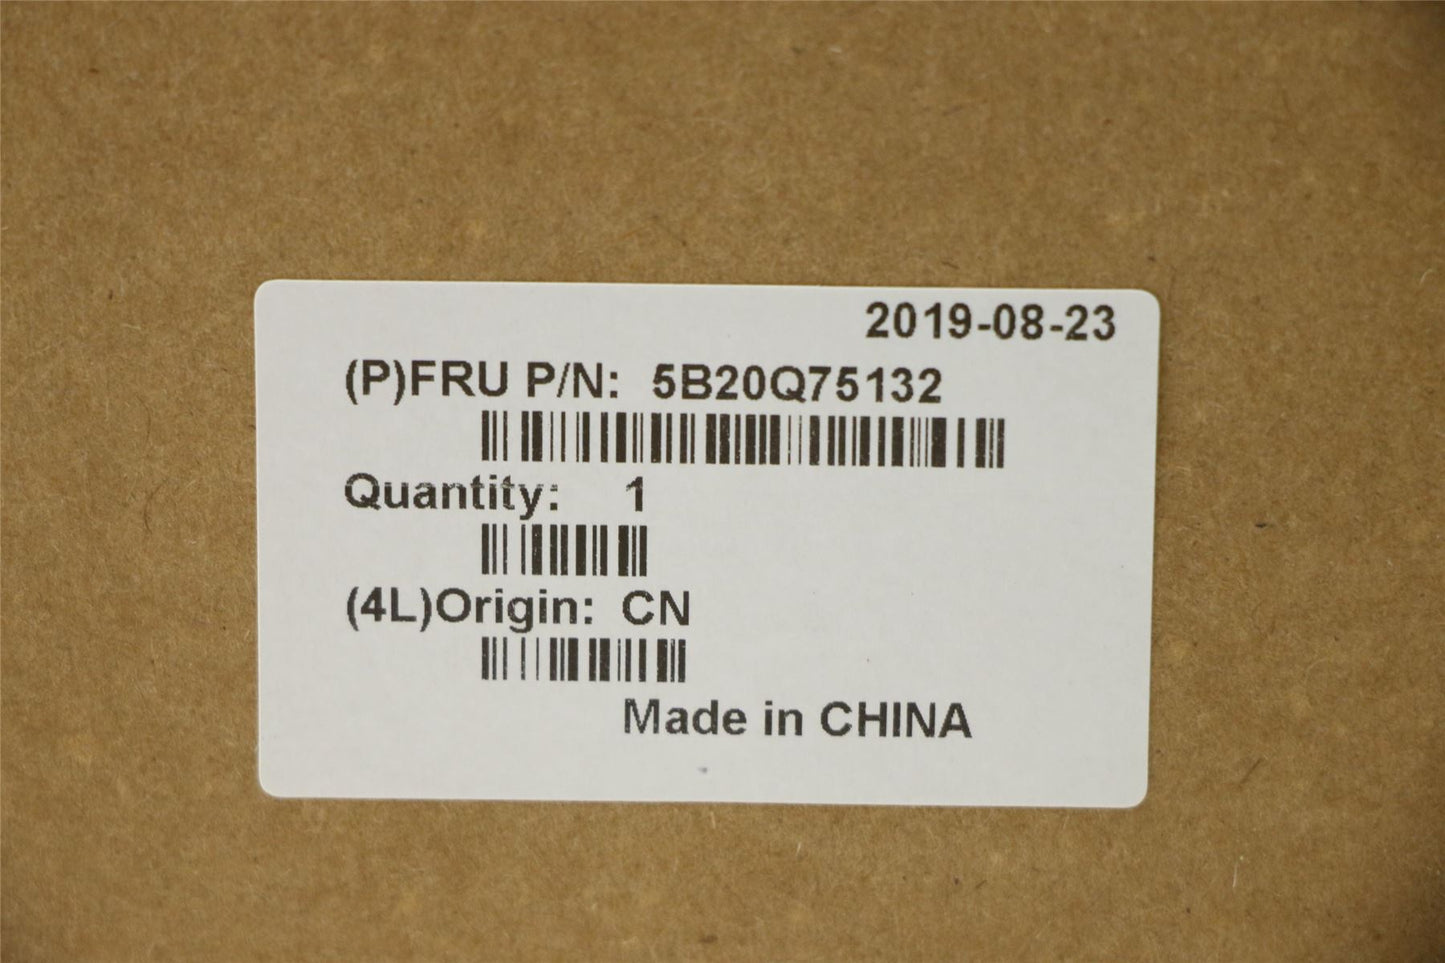 2019-08-23
(P)FRU P/N: 5B20Q75132
Quantity: 1
(4L)Origin: CN
Made in CHINA